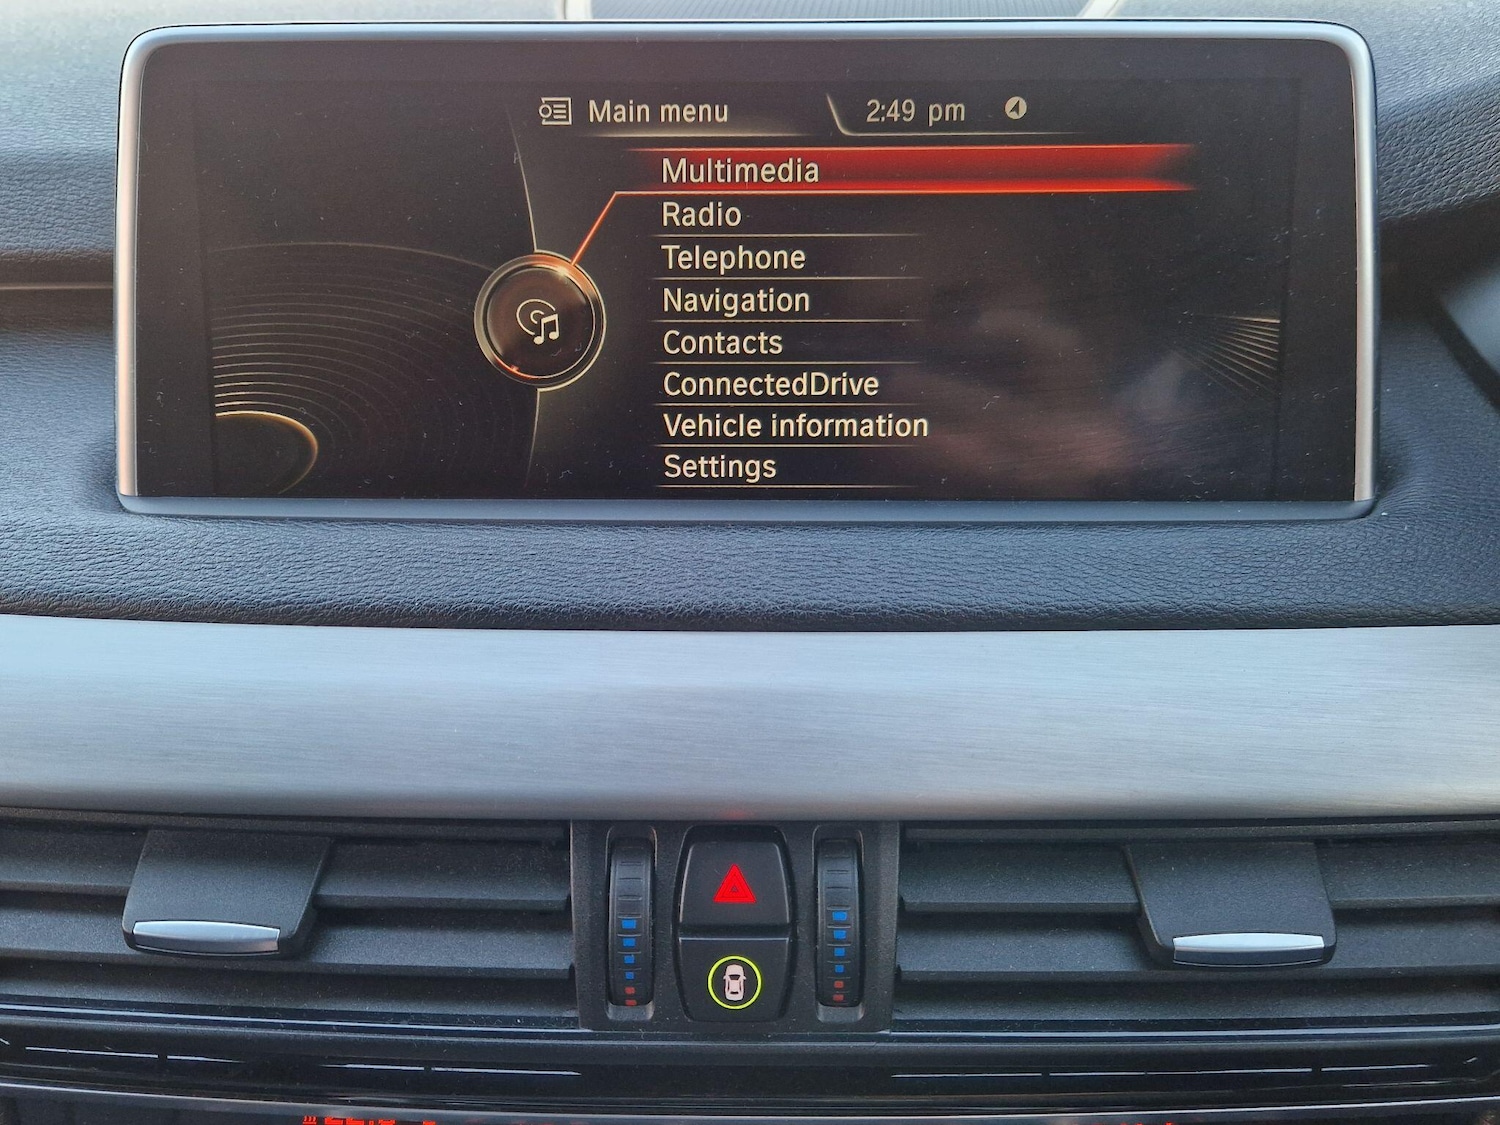 Main menu
2:49 pm
Multimedia
Radio
Telephone
Navigation
Contacts
ConnectedDrive
Vehicle information
Settings